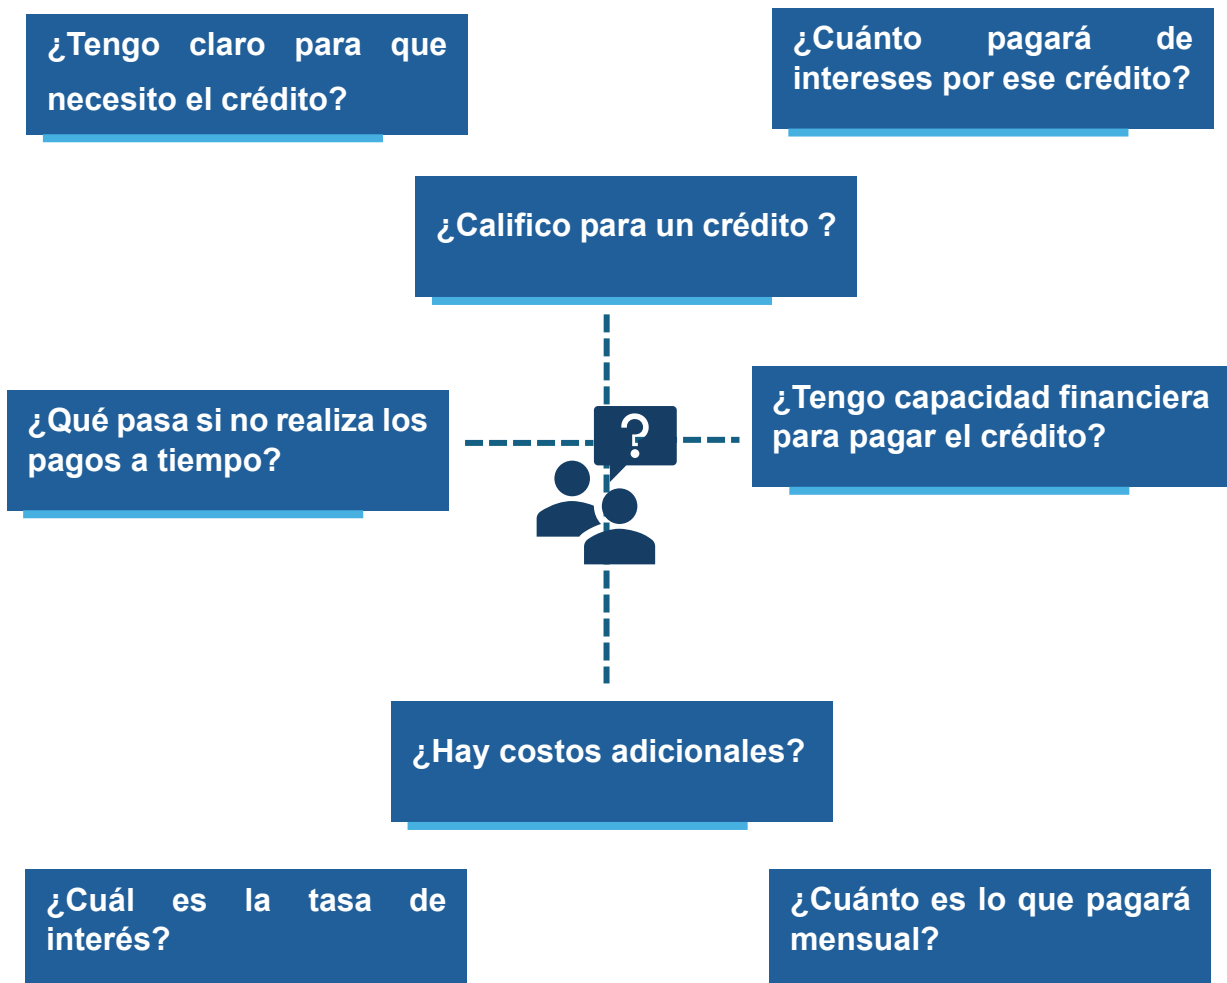 ¿Tengo claro para que
necesito el crédito?
¿Cuánto pagará de
intereses por ese crédito?
¿Califico para un crédito ?
¿Qué pasa si no realiza los
pagos a tiempo?
¿Tengo capacidad financiera
para pagar el crédito?
?
¿Hay costos adicionales?
¿Cuál es la tasa de
interés?
¿Cuánto es lo que pagará
mensual?